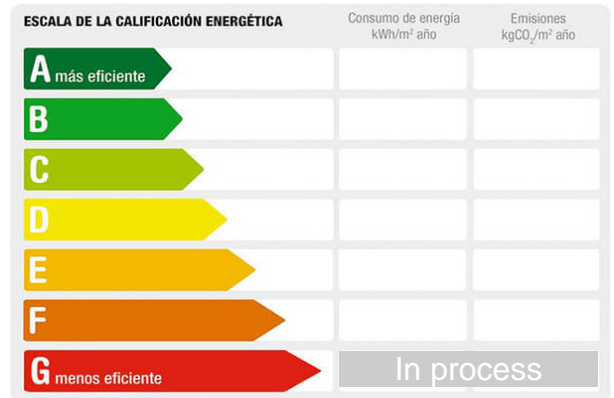 ESCALA DE LA CALIFICACIÓN ENERGÉTICA
Consumo de energía
kWh/m² año
Emisiones
kgCO₂/m² año
A más eficiente
B
C
D
E
F
G menos eficiente
In process